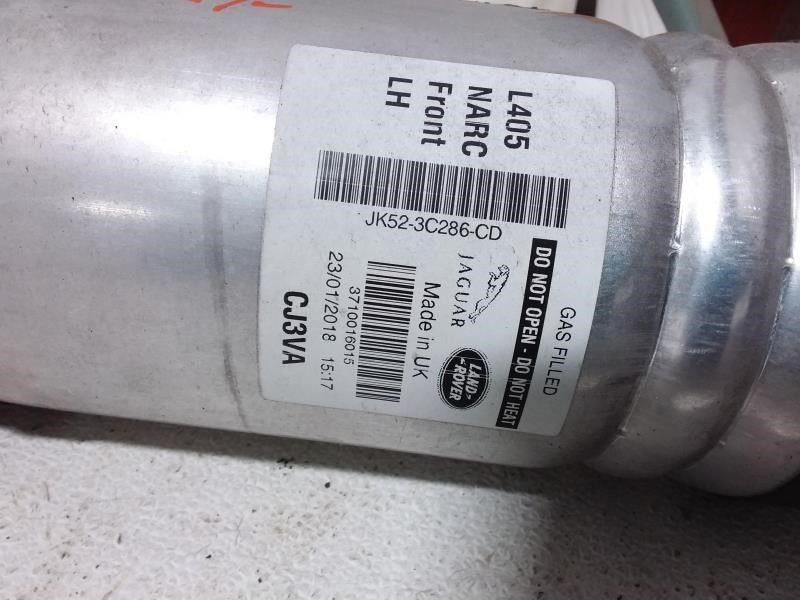 L405
NARC
Front
LH
JK52-3C286-CD
GAS FILLED
DO NOT OPEN - DO NOT HEAT
JAGUAR
LAND-
ROVER
Made in UK
3710016015
23/01/2018 15:17
CJ3VA